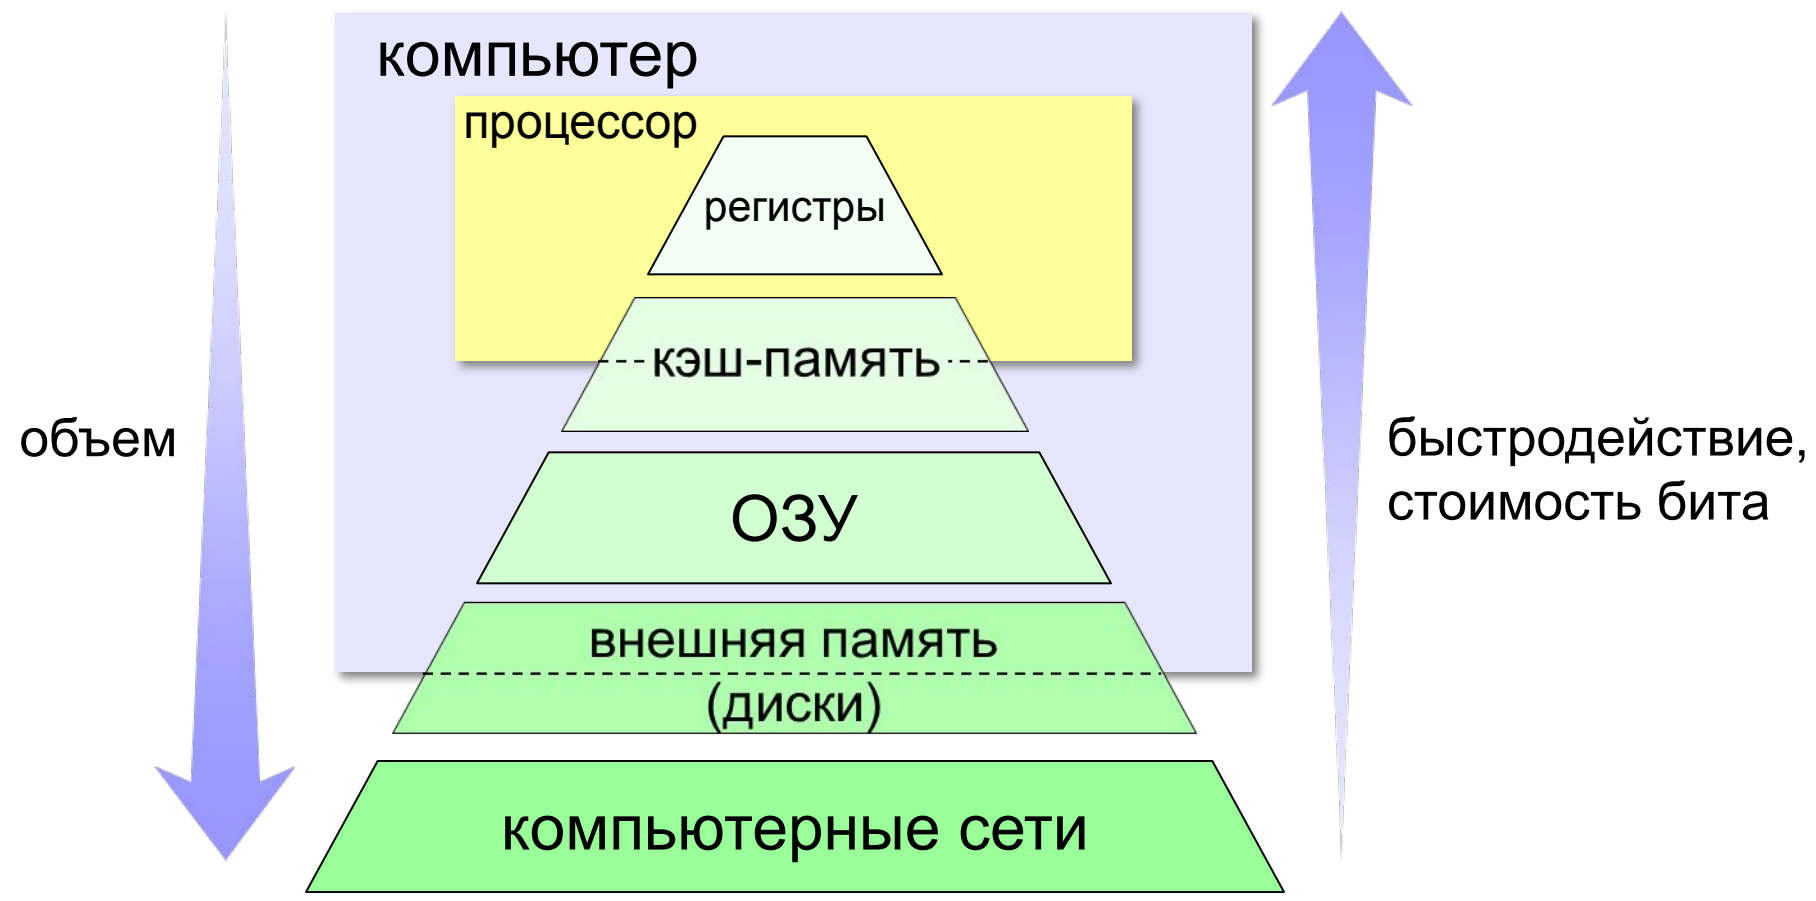 компьютер
процессор
регистры
кэш-память
ОЗУ
внешняя память
(диски)
компьютерные сети
объем
быстродействие,
стоимость бита